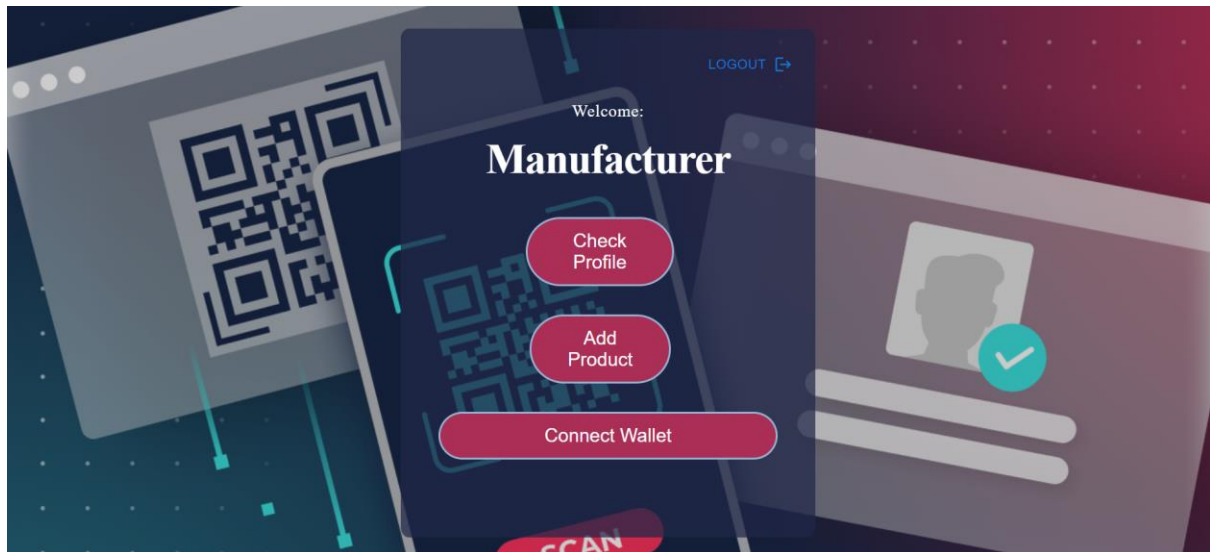 LOGOUT
Welcome:
Manufacturer
Check
Profile
Add
Product
Connect Wallet
SCAN